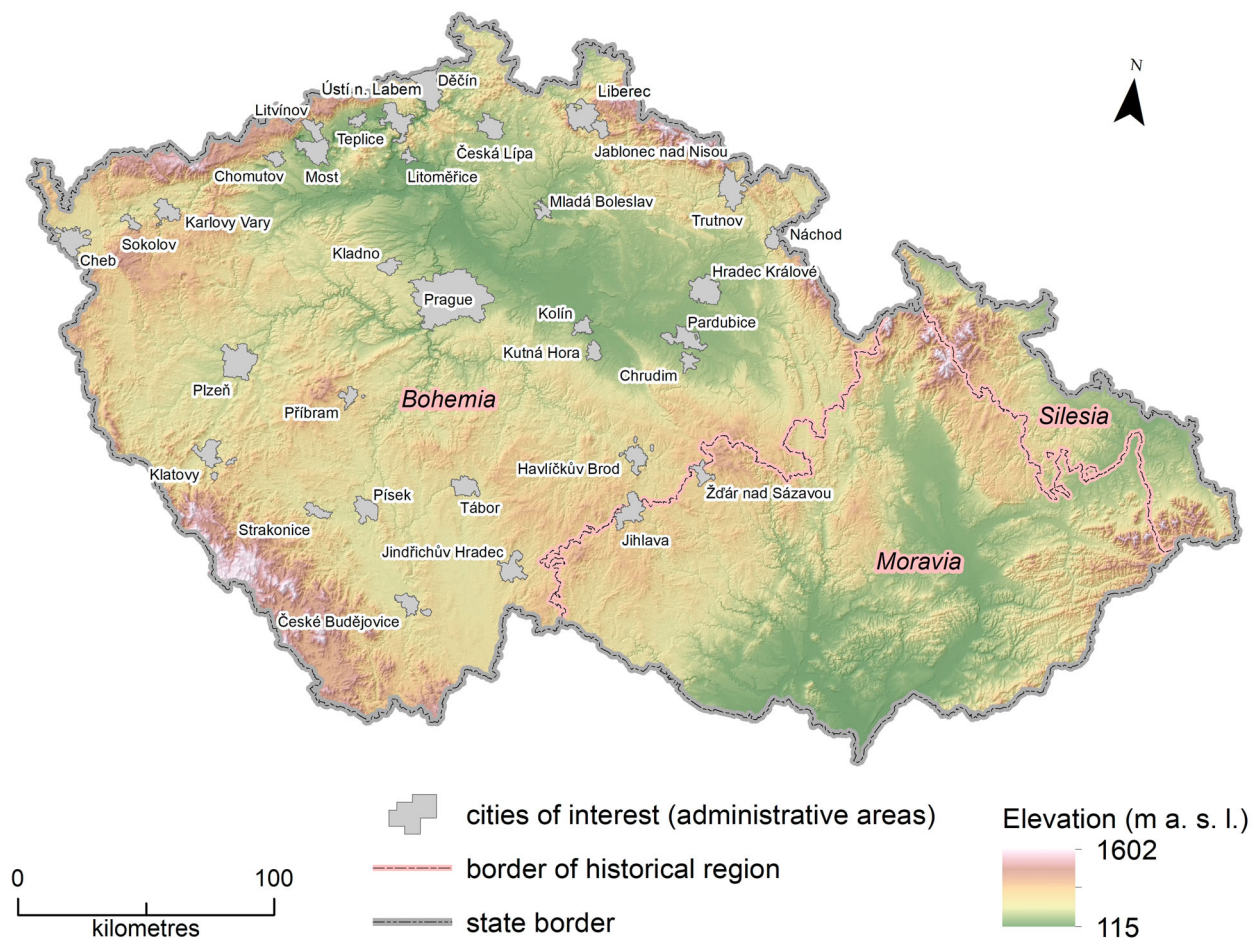 N
Děčín
Ústí n. Labem
Liberec
Litvínov
Teplice
Česká Lípa
Jablonec nad Nisou
Chomutov
Most
Litoměřice
Mladá Boleslav
Trutnov
Karlovy Vary
Sokolov
Náchod
Cheb
Kladno
Hradec Králové
Prague
Kolín
Pardubice
Kutná Hora
Chrudim
Plzeň
Příbram
Bohemia
Silesia
Klatovy
Havlíčkův Brod
Písek
Tábor
Žďár nad Sázavou
Strakonice
Jihlava
Jindřichův Hradec
Moravia
České Budějovice
cities of interest (administrative areas)
border of historical region
state border
Elevation (m a. s. l.)
1602
115
0
100
kilometres